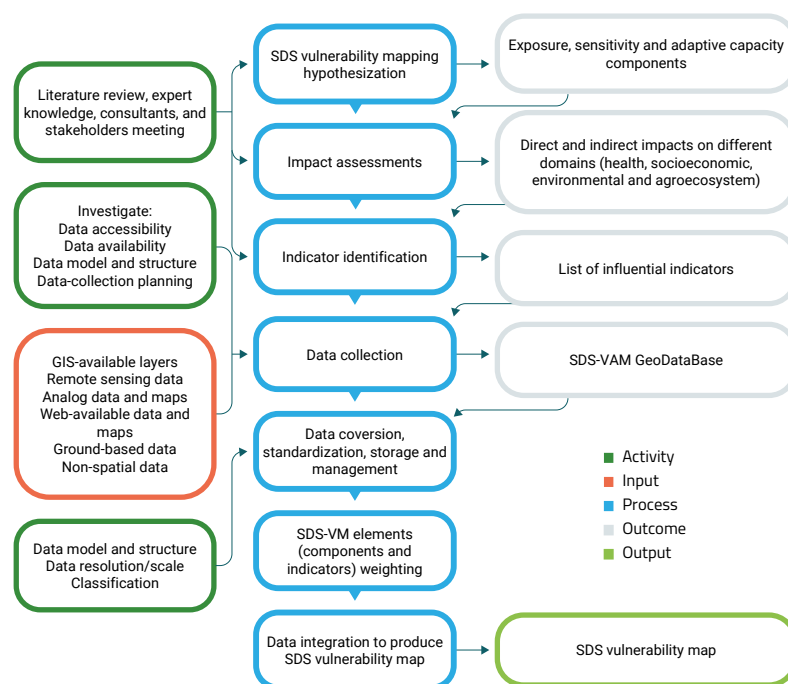 SDS vulnerability mapping
hypothesization
Exposure, sensitivity and adaptive capacity
components
Literature review, expert
knowledge, consultants, and
stakeholders meeting
Impact assessments
Direct and indirect impacts on different
domains (health, socioeconomic,
environmental and agroecosystem)
Investigate:
Data accessibility
Data availability
Data model and structure
Data-collection planning
Indicator identification
List of influential indicators
GIS-available layers
Remote sensing data
Analog data and maps
Web-available data and
maps
Ground-based data
Non-spatial data
Data collection
SDS-VAM GeoDataBase
Data coversion,
standardization, storage and
management
Data model and structure
Data resolution/scale
Classification
SDS-VM elements
(components and
indicators) weighting
Data integration to produce
SDS vulnerability map
SDS vulnerability map
Activity
Input
Process
Outcome
Output